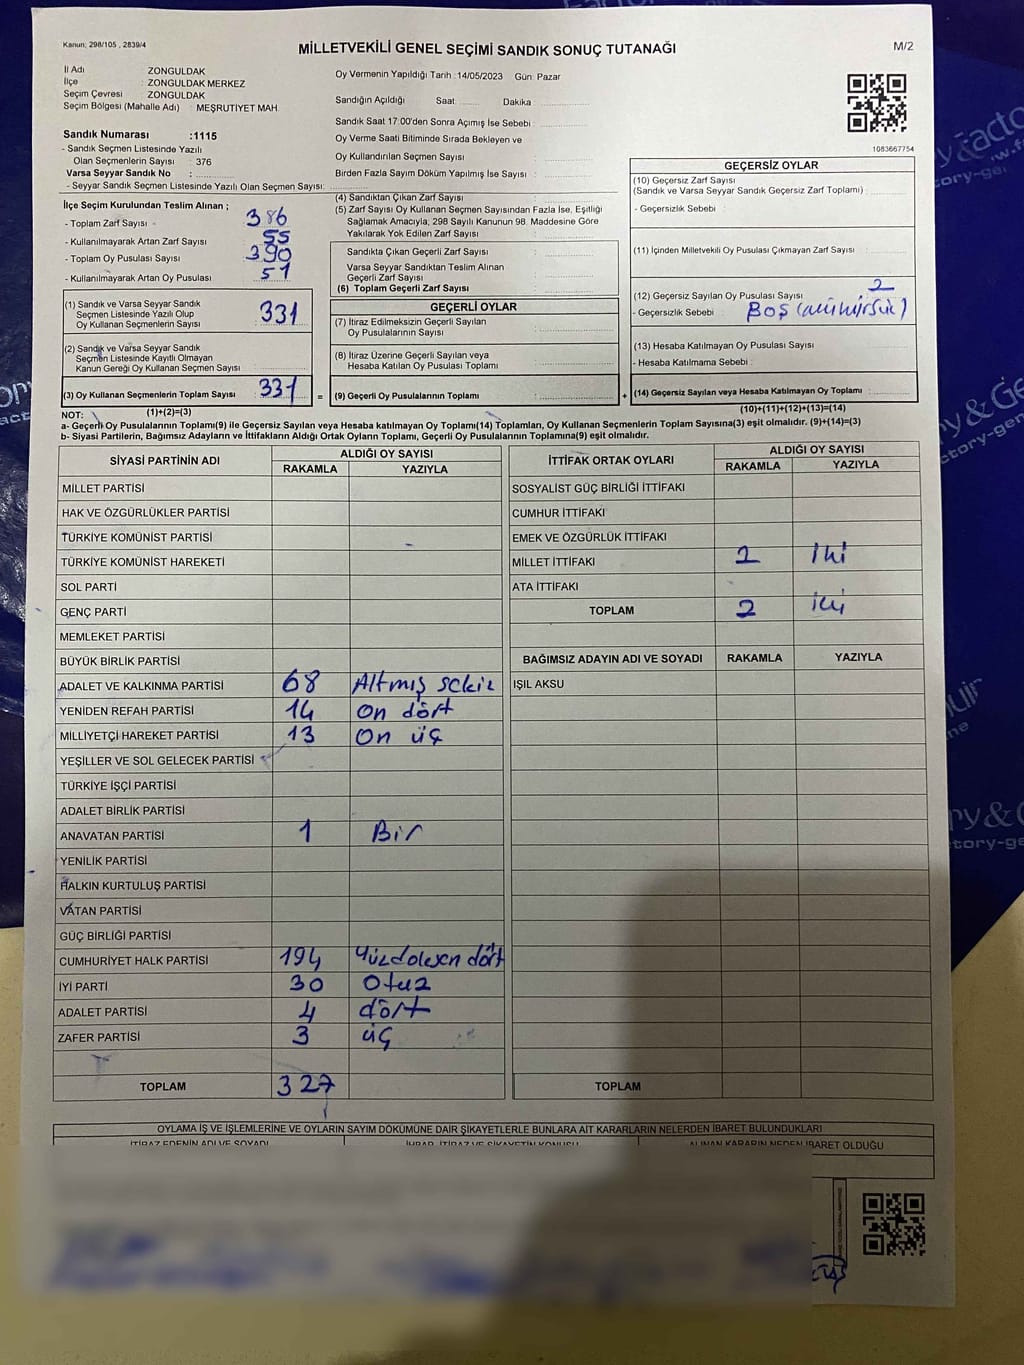 Kanun; 298/105 , 2839/4
MİLLETVEKİLİ GENEL SEÇİMİ SANDIK SONUÇ TUTANAĞI
M/2
İl Adı ZONGULDAK
İlçe : ZONGULDAK MERKEZ
Seçim Çevresi ZONGULDAK
Seçim Bölgesi (Mahalle Adı) : MEŞRUTİYET MAH.
Sandık Numarası :1115
- Sandık Seçmen Listesinde Yazılı
Olan Seçmenlerin Sayısı : 376
Varsa Seyyar Sandık No :
- Seyyar Sandık Seçmen Listesinde Yazılı Olan Seçmen Sayısı:
Oy Vermenin Yapıldığı Tarih :14/05/2023 Gün: Pazar
Sandığın Açıldığı Saat: Dakika :
Sandık Saat 17:00'den Sonra Açımış İse Sebebi :
Oy Verme Saati Bitiminde Sırada Bekleyen ve
Oy Kullandırılan Seçmen Sayısı :
Birden Fazla Sayım Döküm Yapılmış İse Sayısı :
1083667754
İlçe Seçim Kurulundan Teslim Alınan ;
- Toplam Zarf Sayısı : 386
- Kullanılmayarak Artan Zarf Sayısı 55
- Toplam Oy Pusulası Sayısı : 390
- Kullanılmayarak Artan Oy Pusulası : 51
(1) Sandık ve Varsa Seyyar Sandık
Seçmen Listesinde Yazılı Olup
Oy Kullanan Seçmenlerin Sayısı : 331
(2) Sandık ve Varsa Seyyar Sandık
Seçmen Listesinde Kayıtlı Olmayan
Kanun Gereği Oy Kullanan Seçmen Sayısı :
(3) Oy Kullanan Seçmenlerin Toplam Sayısı : 331 =
(1)+(2)=(3)
(4) Sandıktan Çıkan Zarf Sayısı :
(5) Zarf Sayısı Oy Kullanan Seçmen Sayısından Fazla İse, Eşitliği
Sağlamak Amacıyla; 298 Sayılı Kanunun 98. Maddesine Göre
Yakılarak Yok Edilen Zarf Sayısı :
Sandıkta Çıkan Geçerli Zarf Sayısı :
Varsa Seyyar Sandıktan Teslim Alınan
Geçerli Zarf Sayısı :
(6) Toplam Geçerli Zarf Sayısı :
GEÇERLİ OYLAR
(7) İtiraz Edilmeksizin Geçerli Sayılan
Oy Pusulalarının Sayısı :
(8) İtiraz Üzerine Geçerli Sayılan veya
Hesaba Katılan Oy Pusulaları Toplamı :
(9) Geçerli Oy Pusulalarının Toplamı : +
GEÇERSİZ OYLAR
(10) Geçersiz Zarf Sayısı
(Sandık ve Varsa Seyyar Sandık Geçersiz Zarf Toplamı) :
- Geçersizlik Sebebi :
(11) İçinden Milletvekili Oy Pusulası Çıkmayan Zarf Sayısı :
(12) Geçersiz Sayılan Oy Pusulası Sayısı : 2
- Geçersizlik Sebebi : BOŞ (mühürsüz)
(13) Hesaba Katılmayan Oy Pusulası Sayısı :
- Hesaba Katılmama Sebebi :
(14) Geçersiz Sayılan veya Hesaba Katılmayan Oy Toplamı :
(10)+(11)+(12)+(13)=(14)
NOT:
a- Geçerli Oy Pusulalarının Toplamı(9) ile Geçersiz Sayılan veya Hesaba Katılmayan Oy Toplamı(14) Toplamları, Oy Kullanan Seçmenlerin Toplam Sayısına(3) eşit olmalıdır. (9)+(14)=(3)
b- Siyasi Partilerin, Bağımsız Adayların ve İttifakların Aldığı Ortak Oyların Toplamı, Geçerli Oy Pusulalarının Toplamına(9) eşit olmalıdır.
SİYASİ PARTİNİN ADI ALDIĞI OY SAYISI
RAKAMLA YAZIYLA
MİLLET PARTİSİ
HAK VE ÖZGÜRLÜKLER PARTİSİ
TÜRKİYE KOMÜNİST PARTİSİ
TÜRKİYE KOMÜNİST HAREKETİ
SOL PARTİ
GENÇ PARTİ
MEMLEKET PARTİSİ
BÜYÜK BİRLİK PARTİSİ
ADALET VE KALKINMA PARTİSİ 68 Altmış sekiz
YENİDEN REFAH PARTİSİ 14 On dört
MİLLİYETÇİ HAREKET PARTİSİ 13 On üç
YEŞİLLER VE SOL GELECEK PARTİSİ
TÜRKİYE İŞÇİ PARTİSİ
ADALET BİRLİK PARTİSİ
ANAVATAN PARTİSİ 1 Bir
YENİLİK PARTİSİ
HALKIN KURTULUŞ PARTİSİ
VATAN PARTİSİ
GÜÇ BİRLİĞİ PARTİSİ
CUMHURİYET HALK PARTİSİ 194 Yüzdoksen dört
İYİ PARTİ 30 Otuz
ADALET PARTİSİ 4 dört
ZAFER PARTİSİ 3 üç
TOPLAM 327
İTTİFAK ORTAK OYLARI ALDIĞI OY SAYISI
RAKAMLA YAZIYLA
SOSYALİST GÜÇ BİRLİĞİ İTTİFAKI
CUMHUR İTTİFAKI
EMEK VE ÖZGÜRLÜK İTTİFAKI
MİLLET İTTİFAKI 2 iki
ATA İTTİFAKI
TOPLAM 2 iki
BAĞIMSIZ ADAYIN ADI VE SOYADI RAKAMLA YAZIYLA
IŞIL AKSU
TOPLAM
OYLAMA İŞ VE İŞLEMLERİNE VE OYLARIN SAYIM DÖKÜMÜNE DAİR ŞİKAYETLERLE BUNLARA AİT KARARLARIN NELERDEN İBARET BULUNDUKLARI
İTİRAZ EDENİN ADI VE SOYADI İHBAR, İTİRAZ VE ŞİKAYETİN KONUSU ALINAN KARARIN NEDEN İBARET OLDUĞU